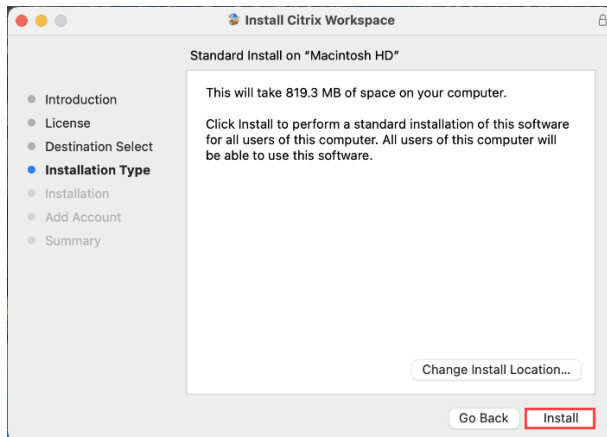 Install Citrix Workspace
Standard Install on “Macintosh HD”
Introduction
License
Destination Select
Installation Type
Installation
Add Account
Summary
This will take 819.3 MB of space on your computer.
Click Install to perform a standard installation of this software
for all users of this computer. All users of this computer will
be able to use this software.
Change Install Location...
Go Back
Install